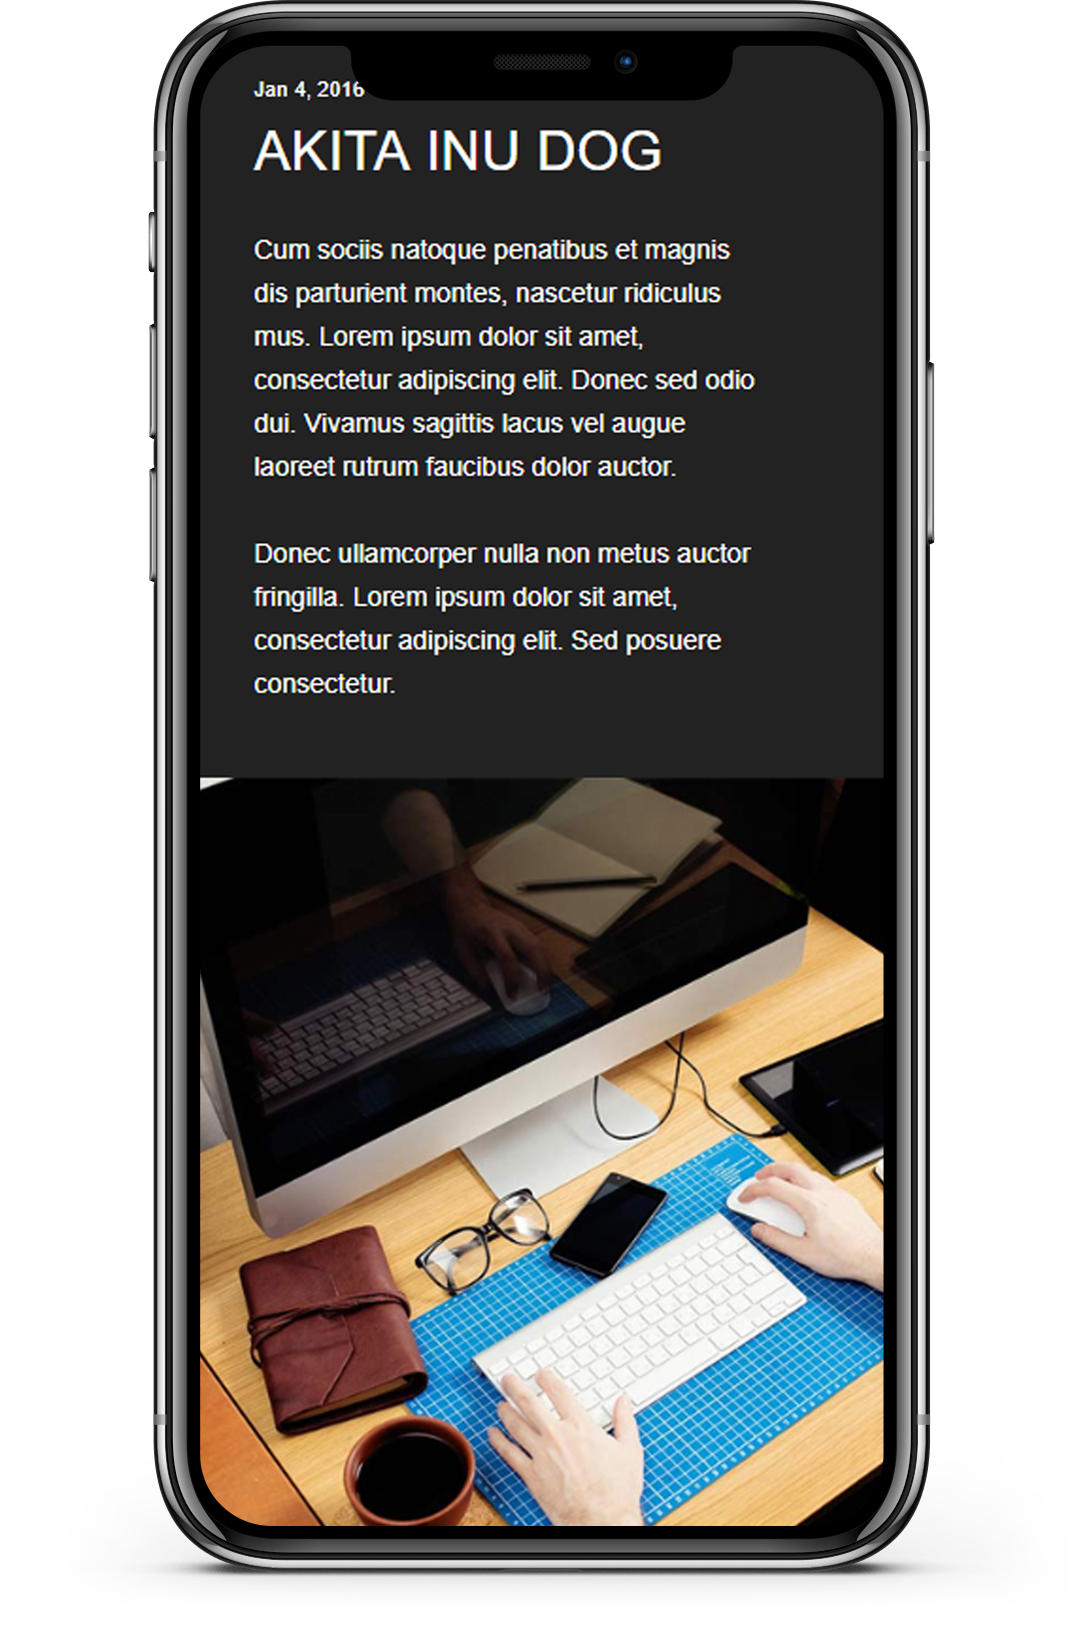 Jan 4, 2016
AKITA INU DOG
Cum sociis natoque penatibus et magnis
dis parturient montes, nascetur ridiculus
mus. Lorem ipsum dolor sit amet,
consectetur adipiscing elit. Donec sed odio
dui. Vivamus sagittis lacus vel augue
laoreet rutrum faucibus dolor auctor.
Donec ullamcorper nulla non metus auctor
fringilla. Lorem ipsum dolor sit amet,
consectetur adipiscing elit. Sed posuere
consectetur.